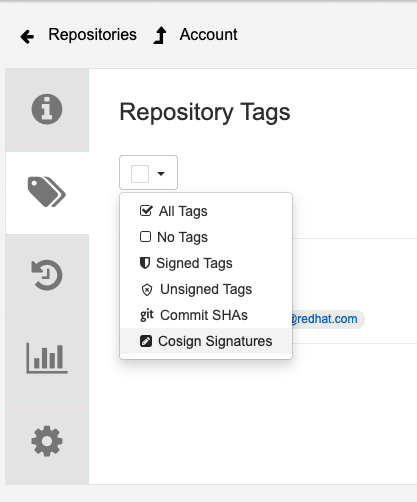 Repositories Account
Repository Tags
All Tags
No Tags
Signed Tags
Unsigned Tags
git Commit SHAs
@redhat.com
Cosign Signatures